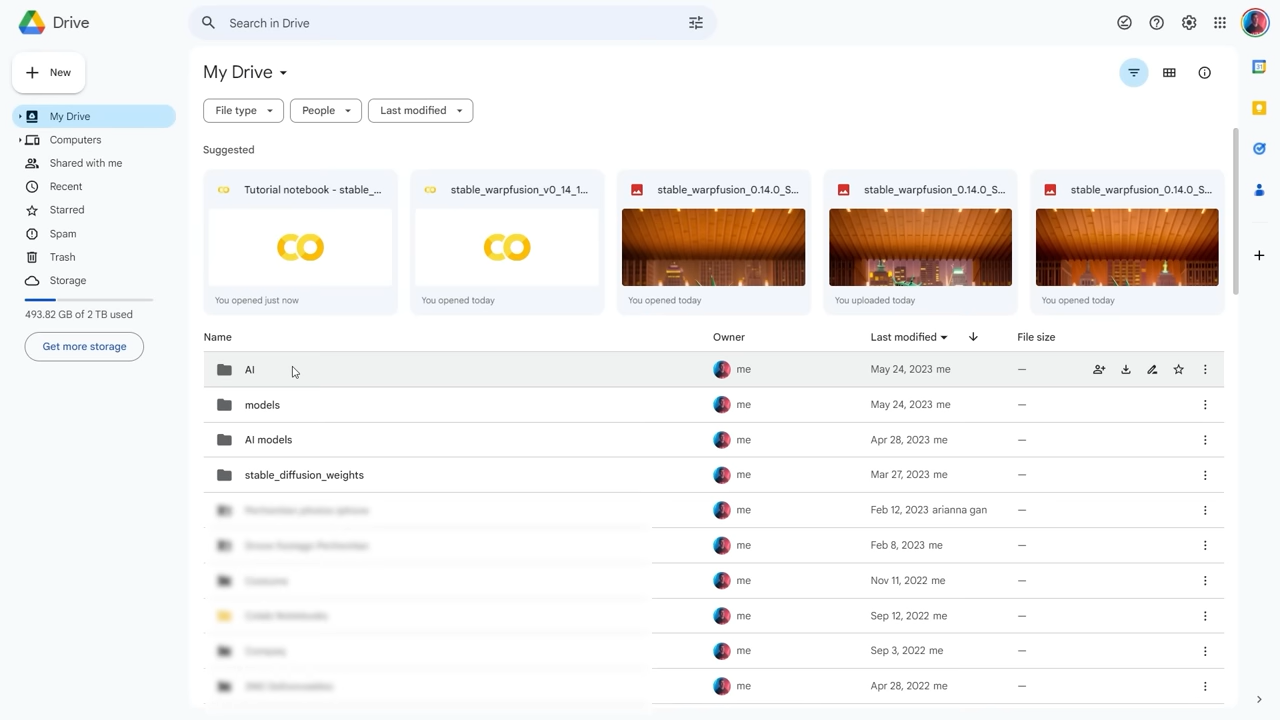 Drive
Search in Drive
New
My Drive
Computers
Shared with me
Recent
Starred
Spam
Trash
Storage
493.82 GB of 2 TB used
Get more storage
My Drive
File type
People
Last modified
Suggested
Tutorial notebook - stable_...
You opened just now
stable_warpfusion_v0_14_1...
You opened today
stable_warpfusion_0.14.0_S...
You opened today
stable_warpfusion_0.14.0_S...
You uploaded today
stable_warpfusion_0.14.0_S...
You opened today
Name Owner Last modified File size
AI me May 24, 2023 me —
models me May 24, 2023 me —
AI models me Apr 28, 2023 me —
stable_diffusion_weights me Mar 27, 2023 me —
me Feb 12, 2023 arianna gan —
me Feb 8, 2023 me —
me Nov 11, 2022 me —
me Sep 12, 2022 me —
me Sep 3, 2022 me —
me Apr 28, 2022 me —
31